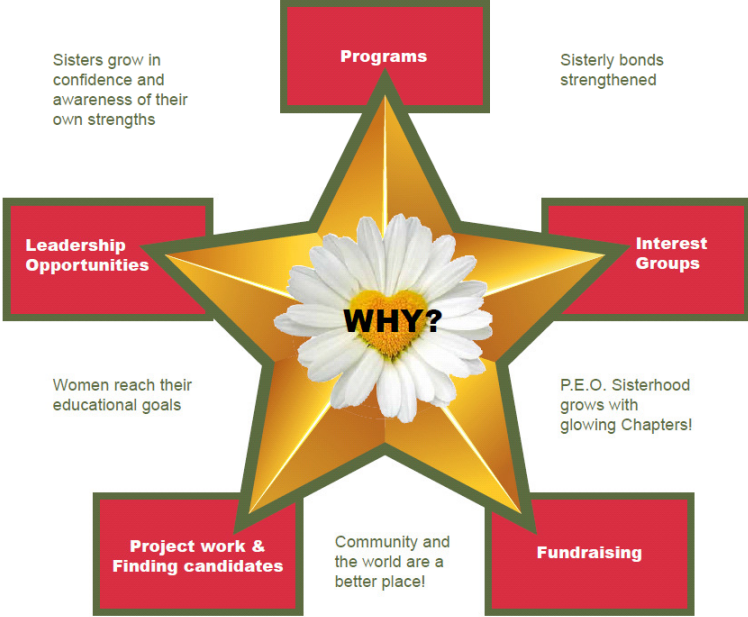 Programs
Sisters grow in
confidence and
awareness of their
own strengths
Sisterly bonds
strengthened
Leadership
Opportunities
Interest
Groups
WHY?
Women reach their
educational goals
P.E.O. Sisterhood
grows with
glowing Chapters!
Project work &
Finding candidates
Community and
the world are a
better place!
Fundraising